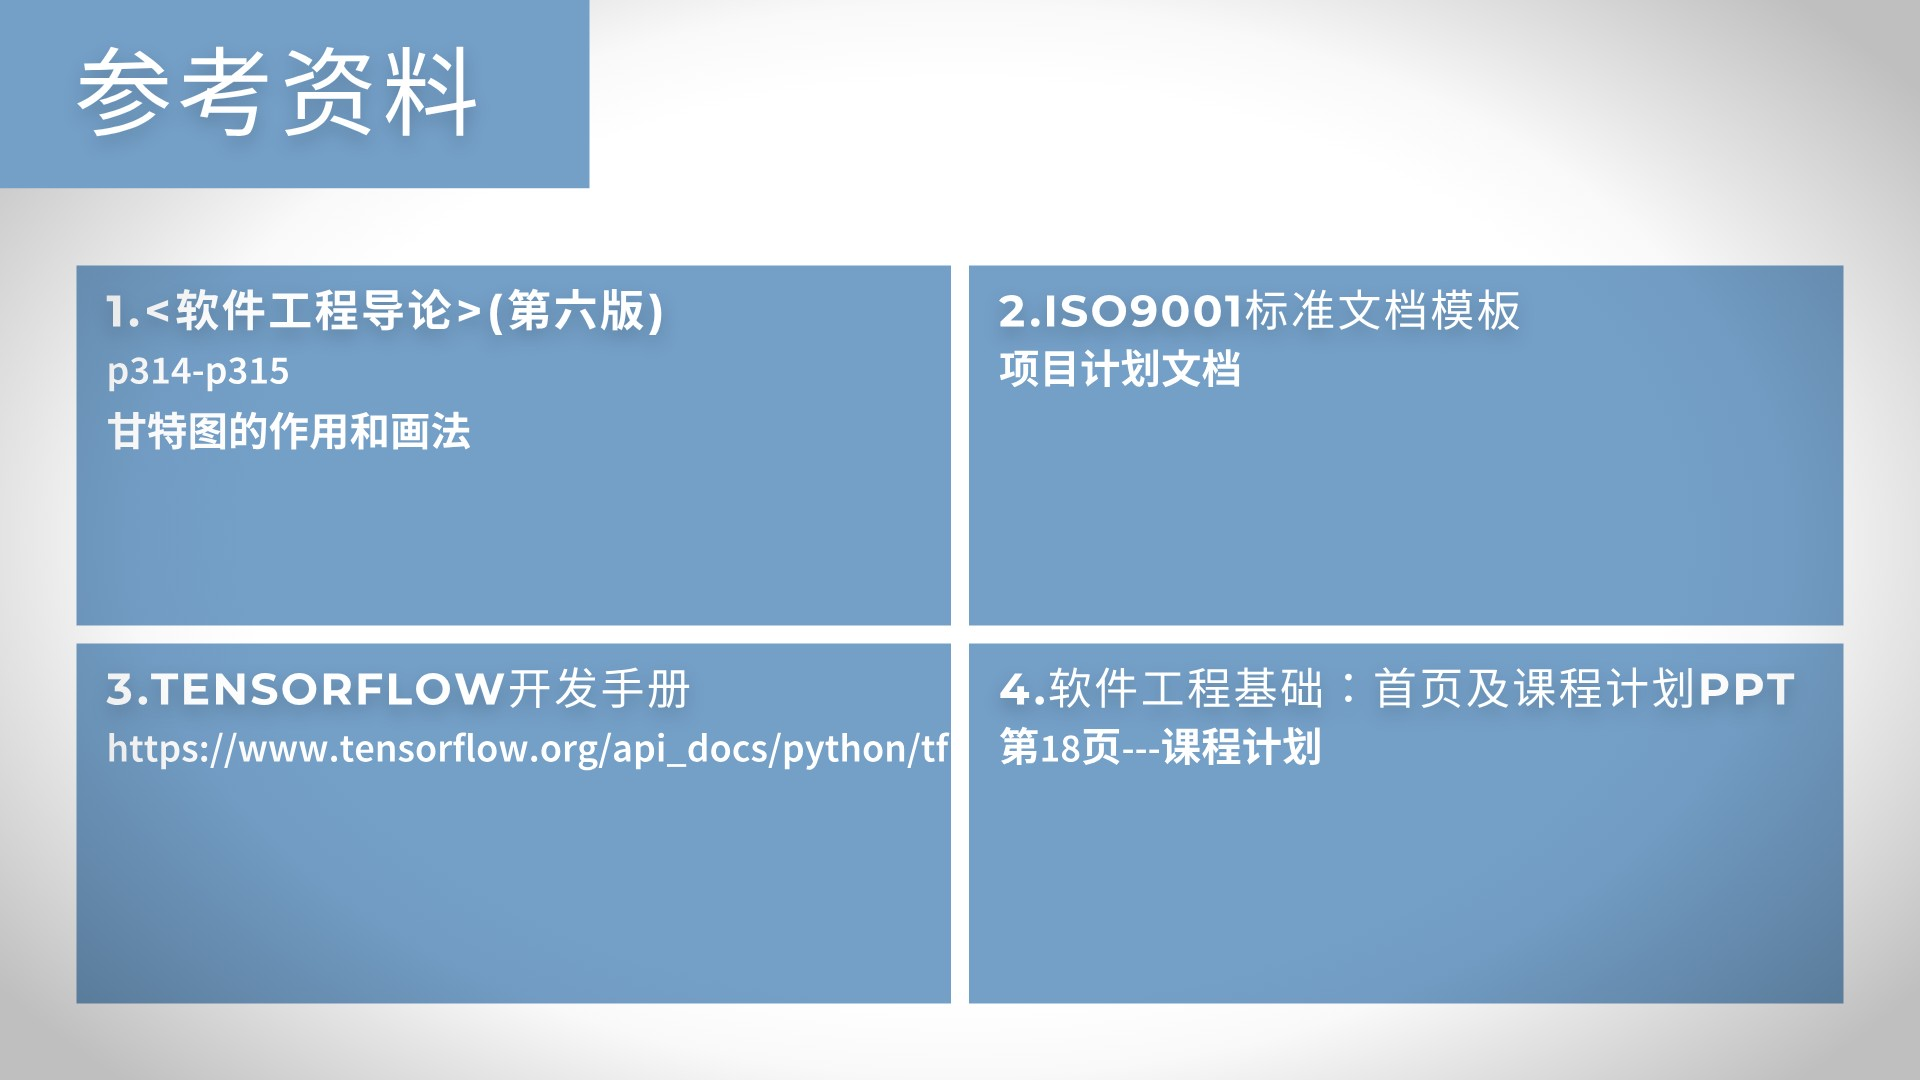 参考资料
1.<软件工程导论>(第六版)
p314-p315
甘特图的作用和画法
2.ISO9001标准文档模板
项目计划文档
3.TENSORFLOW开发手册
https://www.tensorflow.org/api_docs/python/tf
4.软件工程基础：首页及课程计划PPT
第18页---课程计划